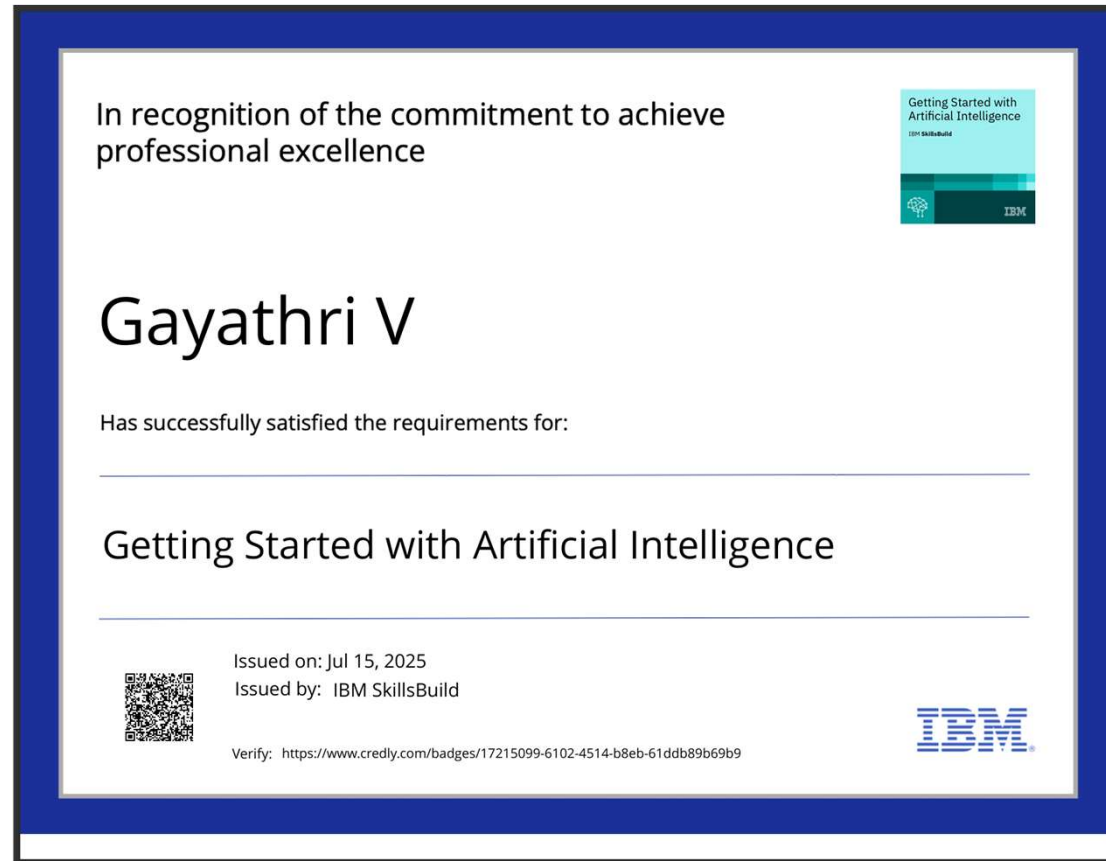 In recognition of the commitment to achieve
professional excellence
Getting Started with
Artificial Intelligence
IBM SkillsBuild
IBM
Gayathri V
Has successfully satisfied the requirements for:
Getting Started with Artificial Intelligence
Issued on: Jul 15, 2025
Issued by: IBM SkillsBuild
Verify: https://www.credly.com/badges/17215099-6102-4514-b8eb-61ddb89b69b9
IBM